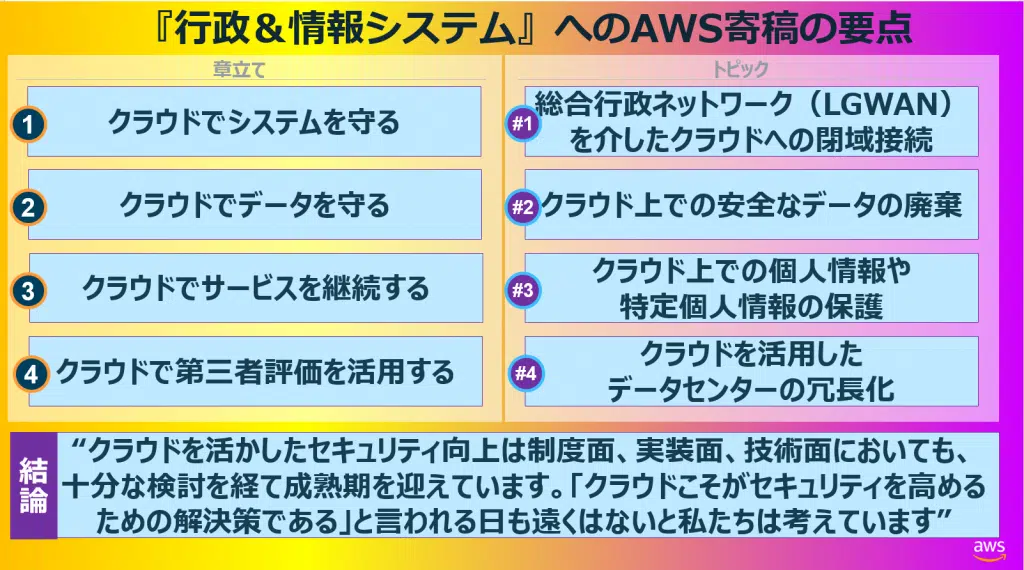 『行政＆情報システム』へのAWS寄稿の要点
章立て
1 クラウドでシステムを守る
2 クラウドでデータを守る
3 クラウドでサービスを継続する
4 クラウドで第三者評価を活用する
トピック
#1 総合行政ネットワーク（LGWAN）
を介したクラウドへの閉域接続
#2 クラウド上での安全なデータの廃棄
#3 クラウド上での個人情報や
特定個人情報の保護
#4 クラウドを活用した
データセンターの冗長化
結論
“クラウドを活かしたセキュリティ向上は制度面、実装面、技術面においても、
十分な検討を経て成熟期を迎えています。「クラウドこそがセキュリティを高める
ための解決策である」と言われる日も遠くはないと私たちは考えています”
aws